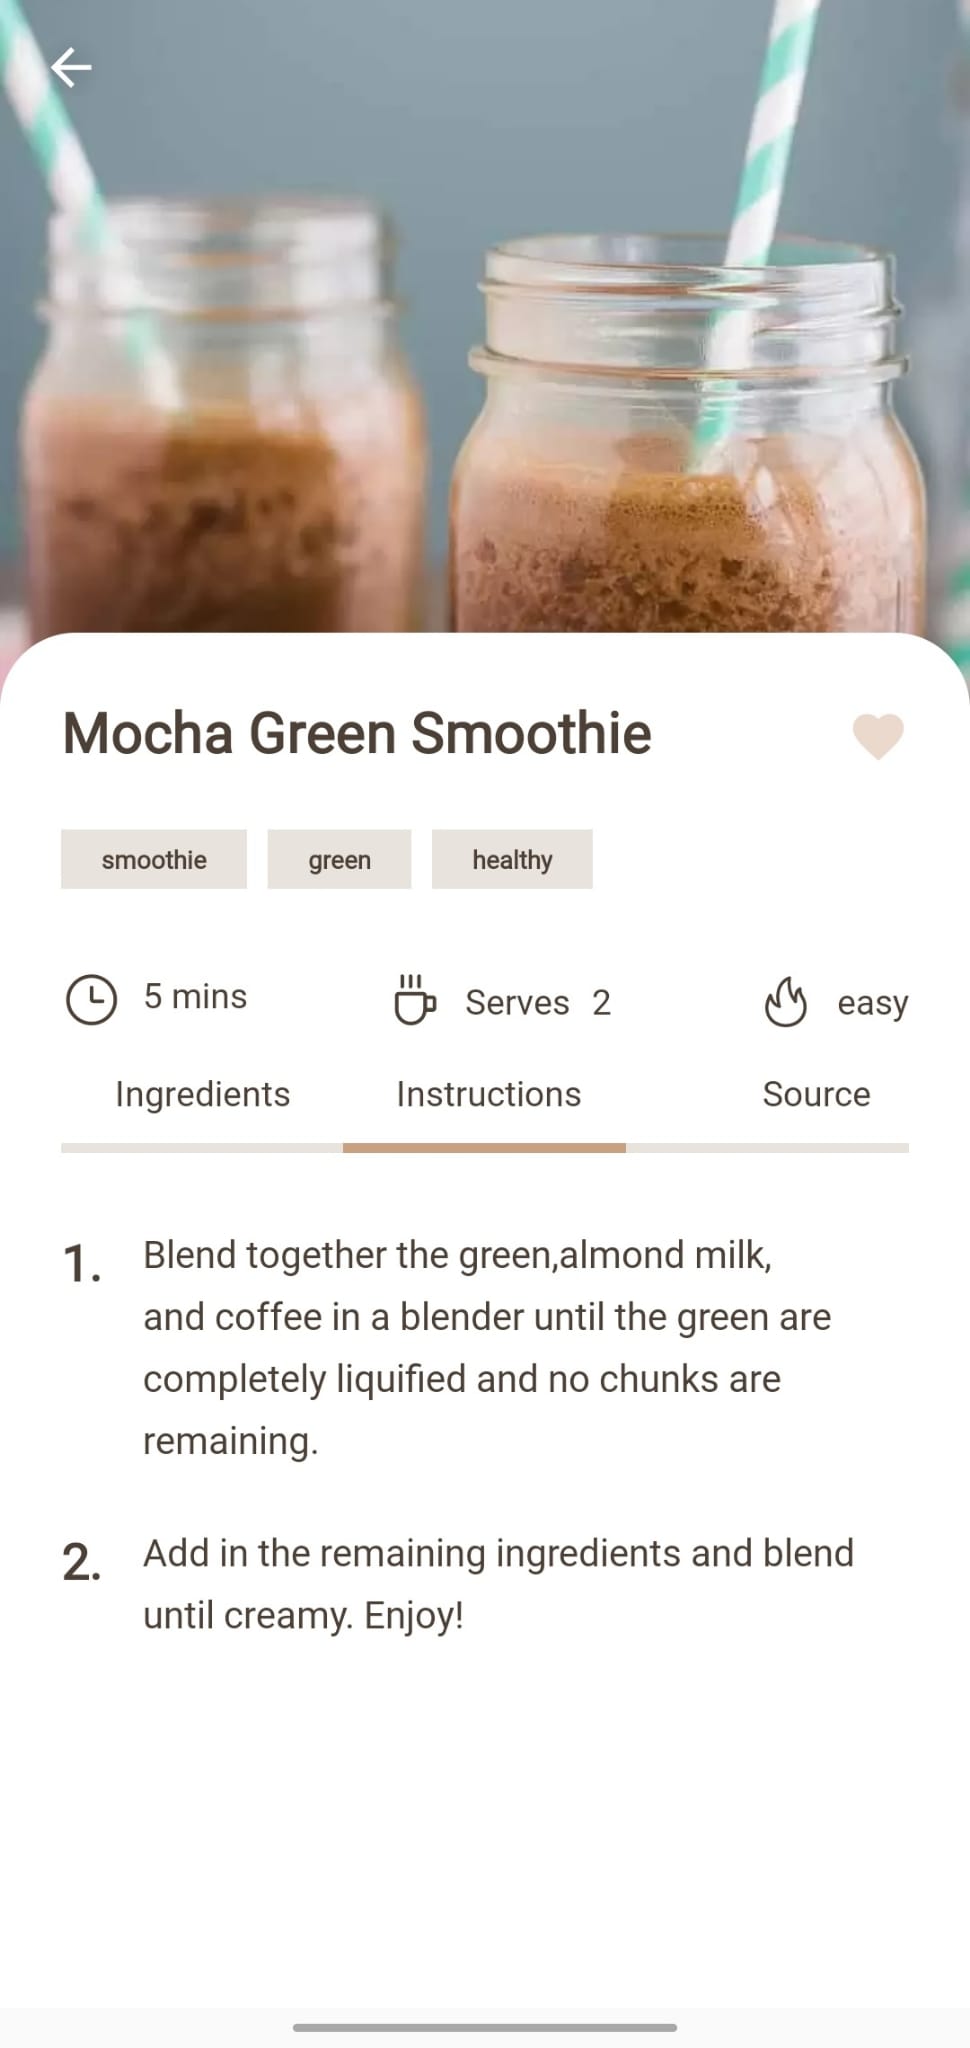 Mocha Green Smoothie
smoothie green healthy
5 mins Serves 2 easy
Ingredients Instructions Source
1. Blend together the green,almond milk,
and coffee in a blender until the green are
completely liquified and no chunks are
remaining.
2. Add in the remaining ingredients and blend
until creamy. Enjoy!